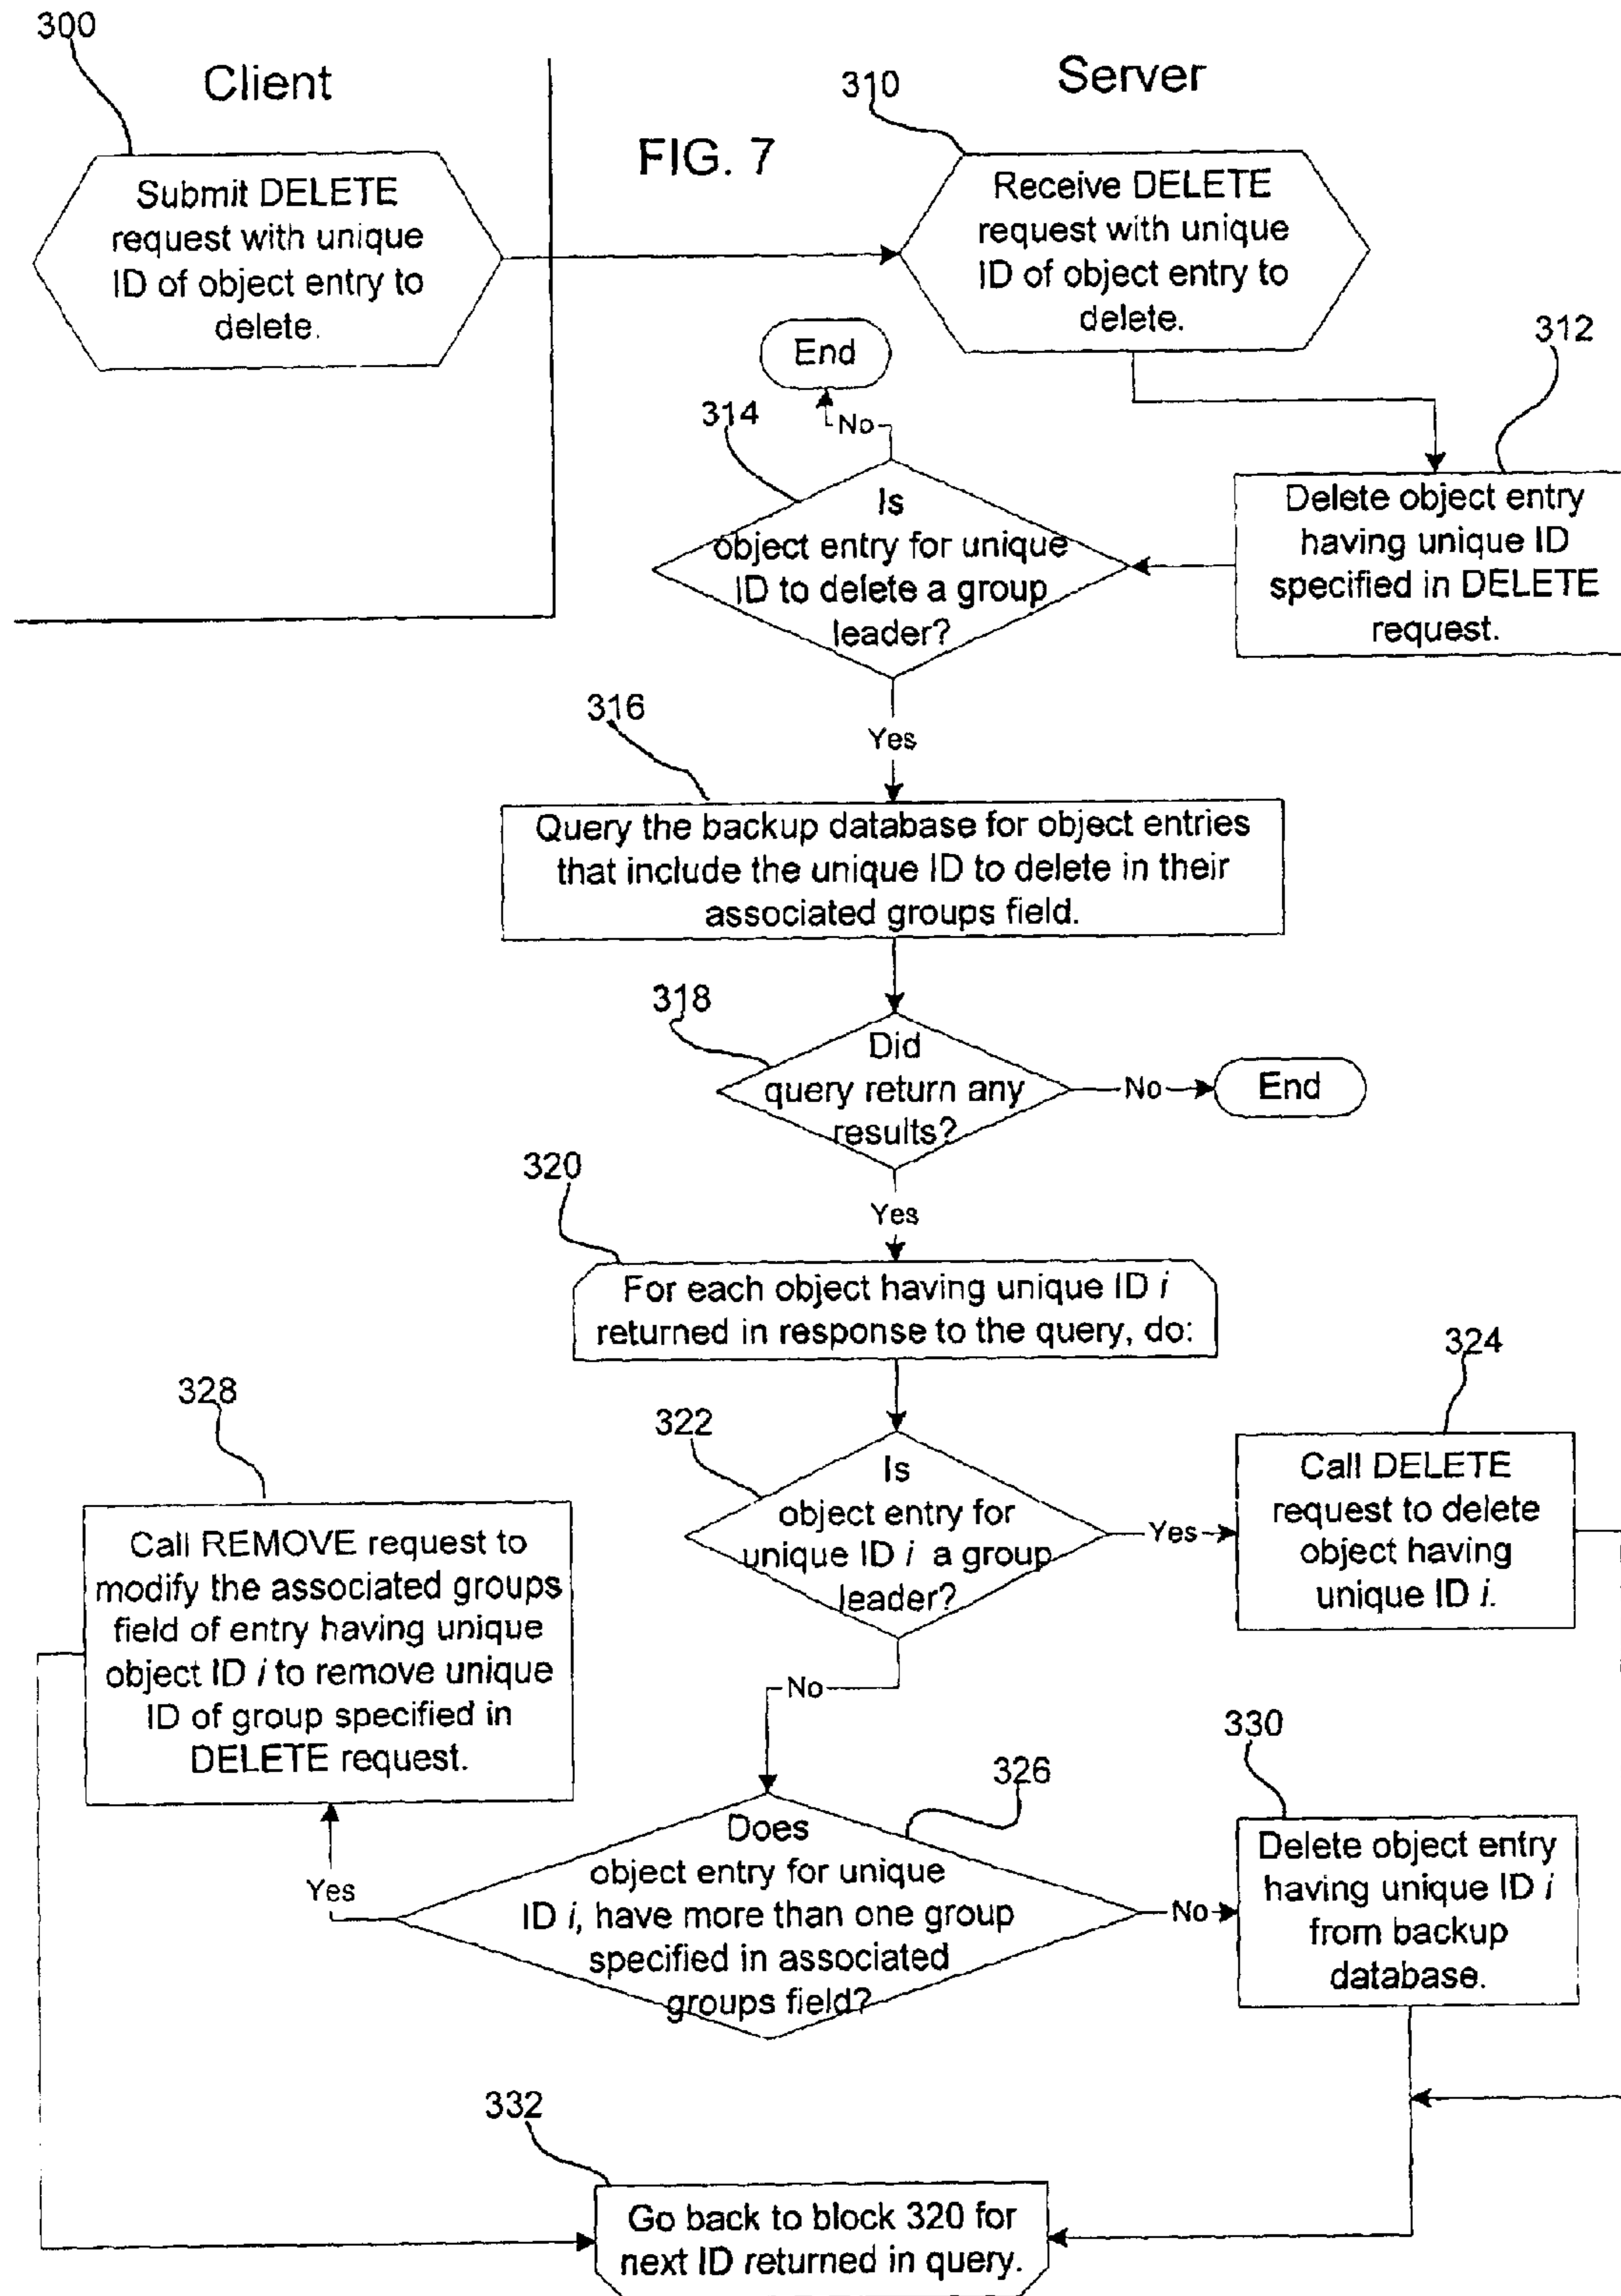 300
Client
310
Server
FIG. 7
Submit DELETE
request with unique
ID of object entry to
delete.
Receive DELETE
request with unique
ID of object entry to
delete.
End
312
314
No
Is
object entry for unique
ID to delete a group
leader?
Delete object entry
having unique ID
specified in DELETE
request.
316
Yes
Query the backup database for object entries
that include the unique ID to delete in their
associated groups field.
318
Did
query return any
results?
No
End
320
Yes
For each object having unique ID i
returned in response to the query, do:
324
328
322
Is
object entry for
unique ID i a group
leader?
Yes
Call DELETE
request to delete
object having
unique ID i.
Call REMOVE request to
modify the associated groups
field of entry having unique
object ID i to remove unique
ID of group specified in
DELETE request.
No
330
326
Does
object entry for unique
ID i, have more than one group
specified in associated
groups field?
Yes
No
Delete object entry
having unique ID i
from backup
database.
332
Go back to block 320 for
next ID returned in query.